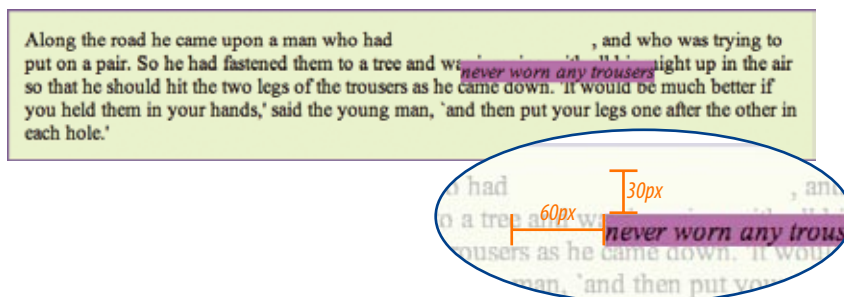 Along the road he came upon a man who had , and who was trying to
put on a pair. So he had fastened them to a tree and wa
never worn any trousers
ight up in the air
so that he should hit the two legs of the trousers as he came down. 'It would be much better if
you held them in your hands,' said the young man, `and then put your legs one after the other in
each hole.'
had , an
30px
o a tree and wa
60px
never worn any trous
rousers as he came down. 'It woul
man, `and then put you